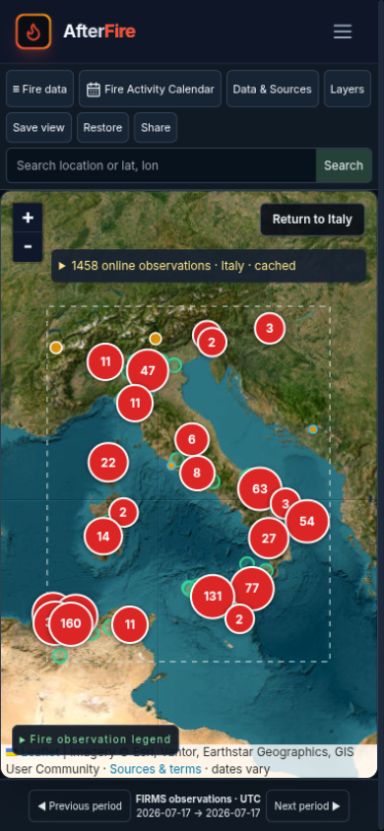 AfterFire
≡ Fire data
Fire Activity Calendar
Data & Sources
Layers
Save view
Restore
Share
Search location or lat, lon
Search
+
-
Return to Italy
▸ 1458 online observations · Italy · cached
3
2
11
47
11
6
8
22
63
3
54
2
14
27
77
131
2
160
11
▸ Fire observation legend
Earthstar Geographics, GIS
User Community · Sources & terms · dates vary
◀ Previous period
FIRMS observations · UTC
2026-07-17 → 2026-07-17
Next period ▶